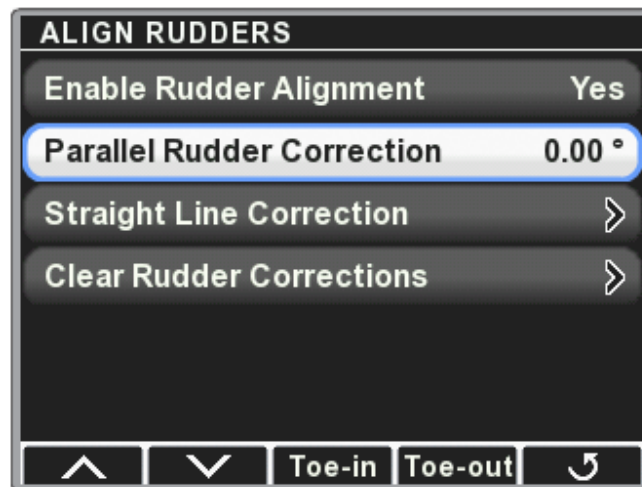 ALIGN RUDDERS
Enable Rudder Alignment Yes
Parallel Rudder Correction 0.00 °
Straight Line Correction
Clear Rudder Corrections
Toe-in Toe-out